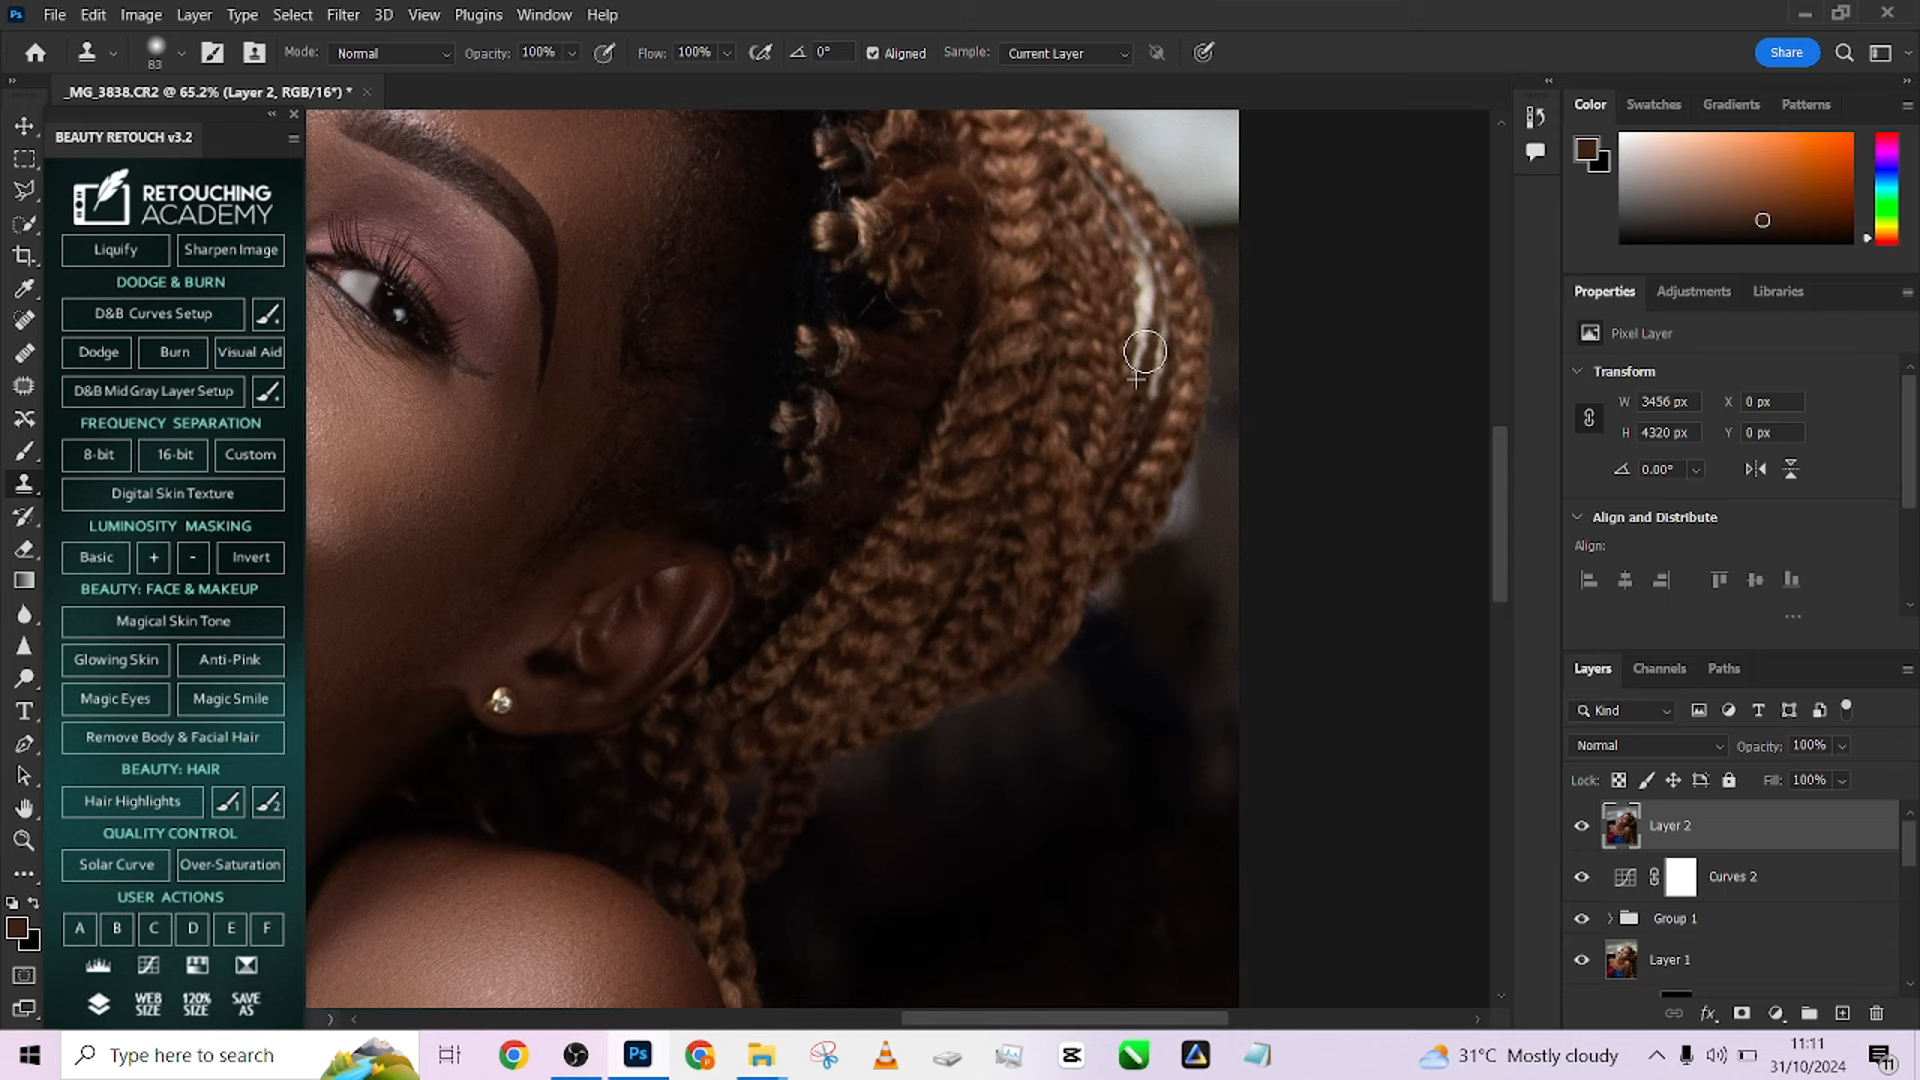 Ps File Edit Image Layer Type Select Filter 3D View Plugins Window Help
83 Mode: Normal Opacity: 100% Flow: 100% 0° Aligned Sample: Current Layer Share
_MG_3838.CR2 @ 65.2% (Layer 2, RGB/16*) *
BEAUTY RETOUCH v3.2
RETOUCHING
ACADEMY
Liquify Sharpen Image
DODGE & BURN
D&B Curves Setup
Dodge Burn Visual Aid
D&B Mid Gray Layer Setup
FREQUENCY SEPARATION
8-bit 16-bit Custom
Digital Skin Texture
LUMINOSITY MASKING
Basic + - Invert
BEAUTY: FACE & MAKEUP
Magical Skin Tone
Glowing Skin Anti-Pink
Magic Eyes Magic Smile
Remove Body & Facial Hair
BEAUTY: HAIR
Hair Highlights 1 2
QUALITY CONTROL
Solar Curve Over-Saturation
USER ACTIONS
A B C D E F
WEB SIZE 120% SIZE SAVE AS
Color Swatches Gradients Patterns
Properties Adjustments Libraries
Pixel Layer
Transform
W 3456 px X 0 px
H 4320 px Y 0 px
0.00°
Align and Distribute
Align:
Layers Channels Paths
Kind
Normal Opacity: 100%
Lock: Fill: 100%
Layer 2
Curves 2
Group 1
Layer 1
fx
Type here to search Ps 31°C Mostly cloudy 11:11
31/10/2024 11